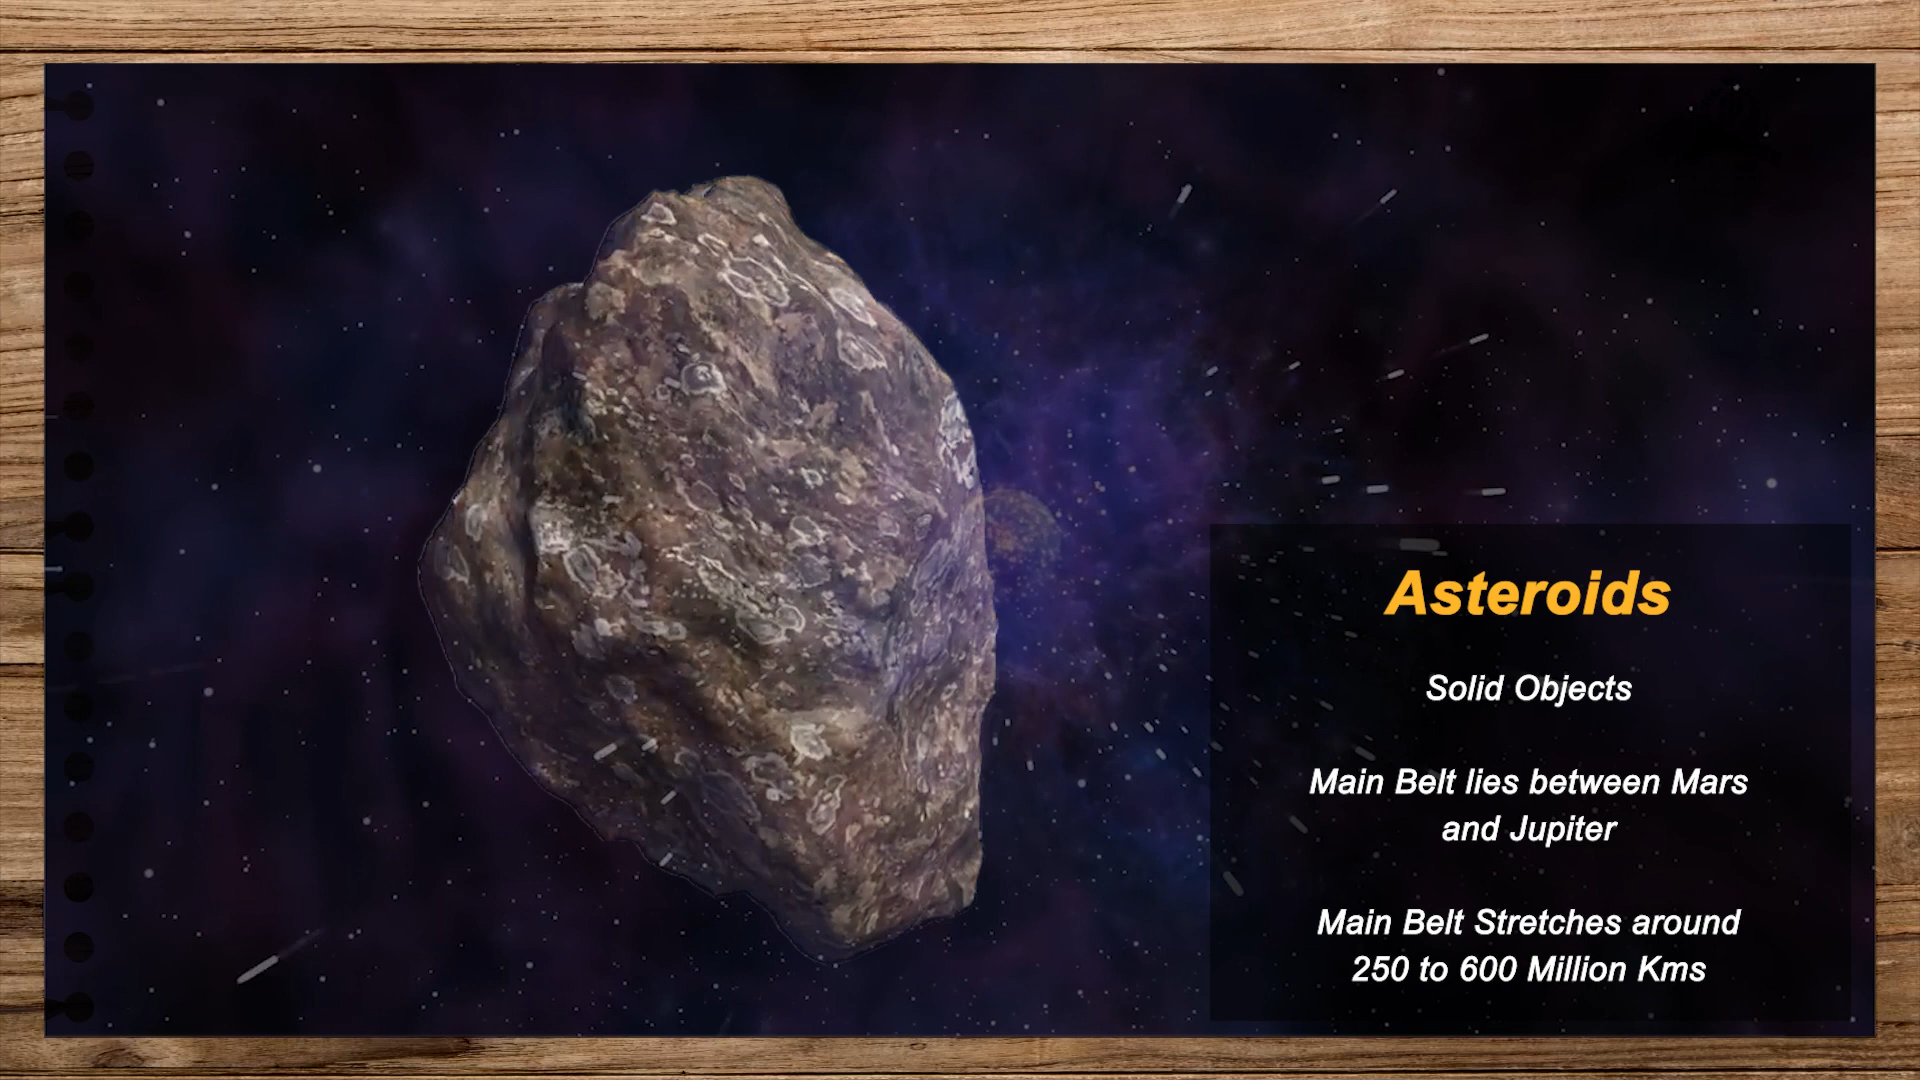 Asteroids
Solid Objects
Main Belt lies between Mars
and Jupiter
Main Belt Stretches around
250 to 600 Million Kms